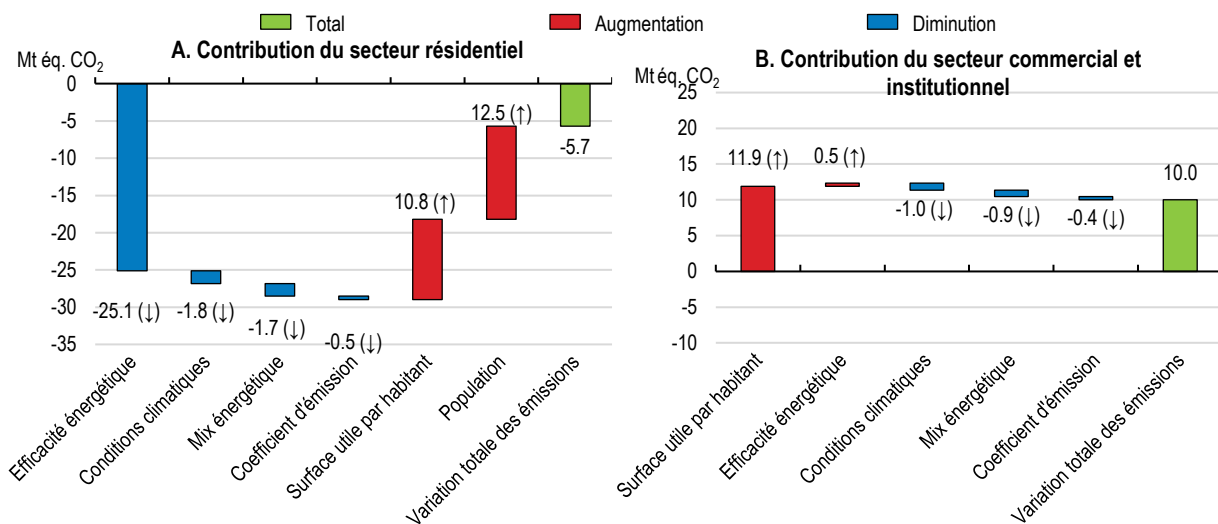 Total
Augmentation
Diminution
A. Contribution du secteur résidentiel
Mt éq. CO₂
0
-5
-10
-15
-20
-25
-30
-35
-25.1 (↓)
-1.8 (↓)
-1.7 (↓)
-0.5 (↓)
10.8 (↑)
12.5 (↑)
-5.7
Efficacité énergétique
Conditions climatiques
Mix énergétique
Coefficient d'émission
Surface utile par habitant
Population
Variation totale des émissions
B. Contribution du secteur commercial et
institutionnel
Mt éq. CO₂
25
20
15
10
5
0
-5
-10
11.9 (↑)
0.5 (↑)
-1.0 (↓)
-0.9 (↓)
-0.4 (↓)
10.0
Surface utile par habitant
Efficacité énergétique
Conditions climatiques
Mix énergétique
Coefficient d'émission
Variation totale des émissions